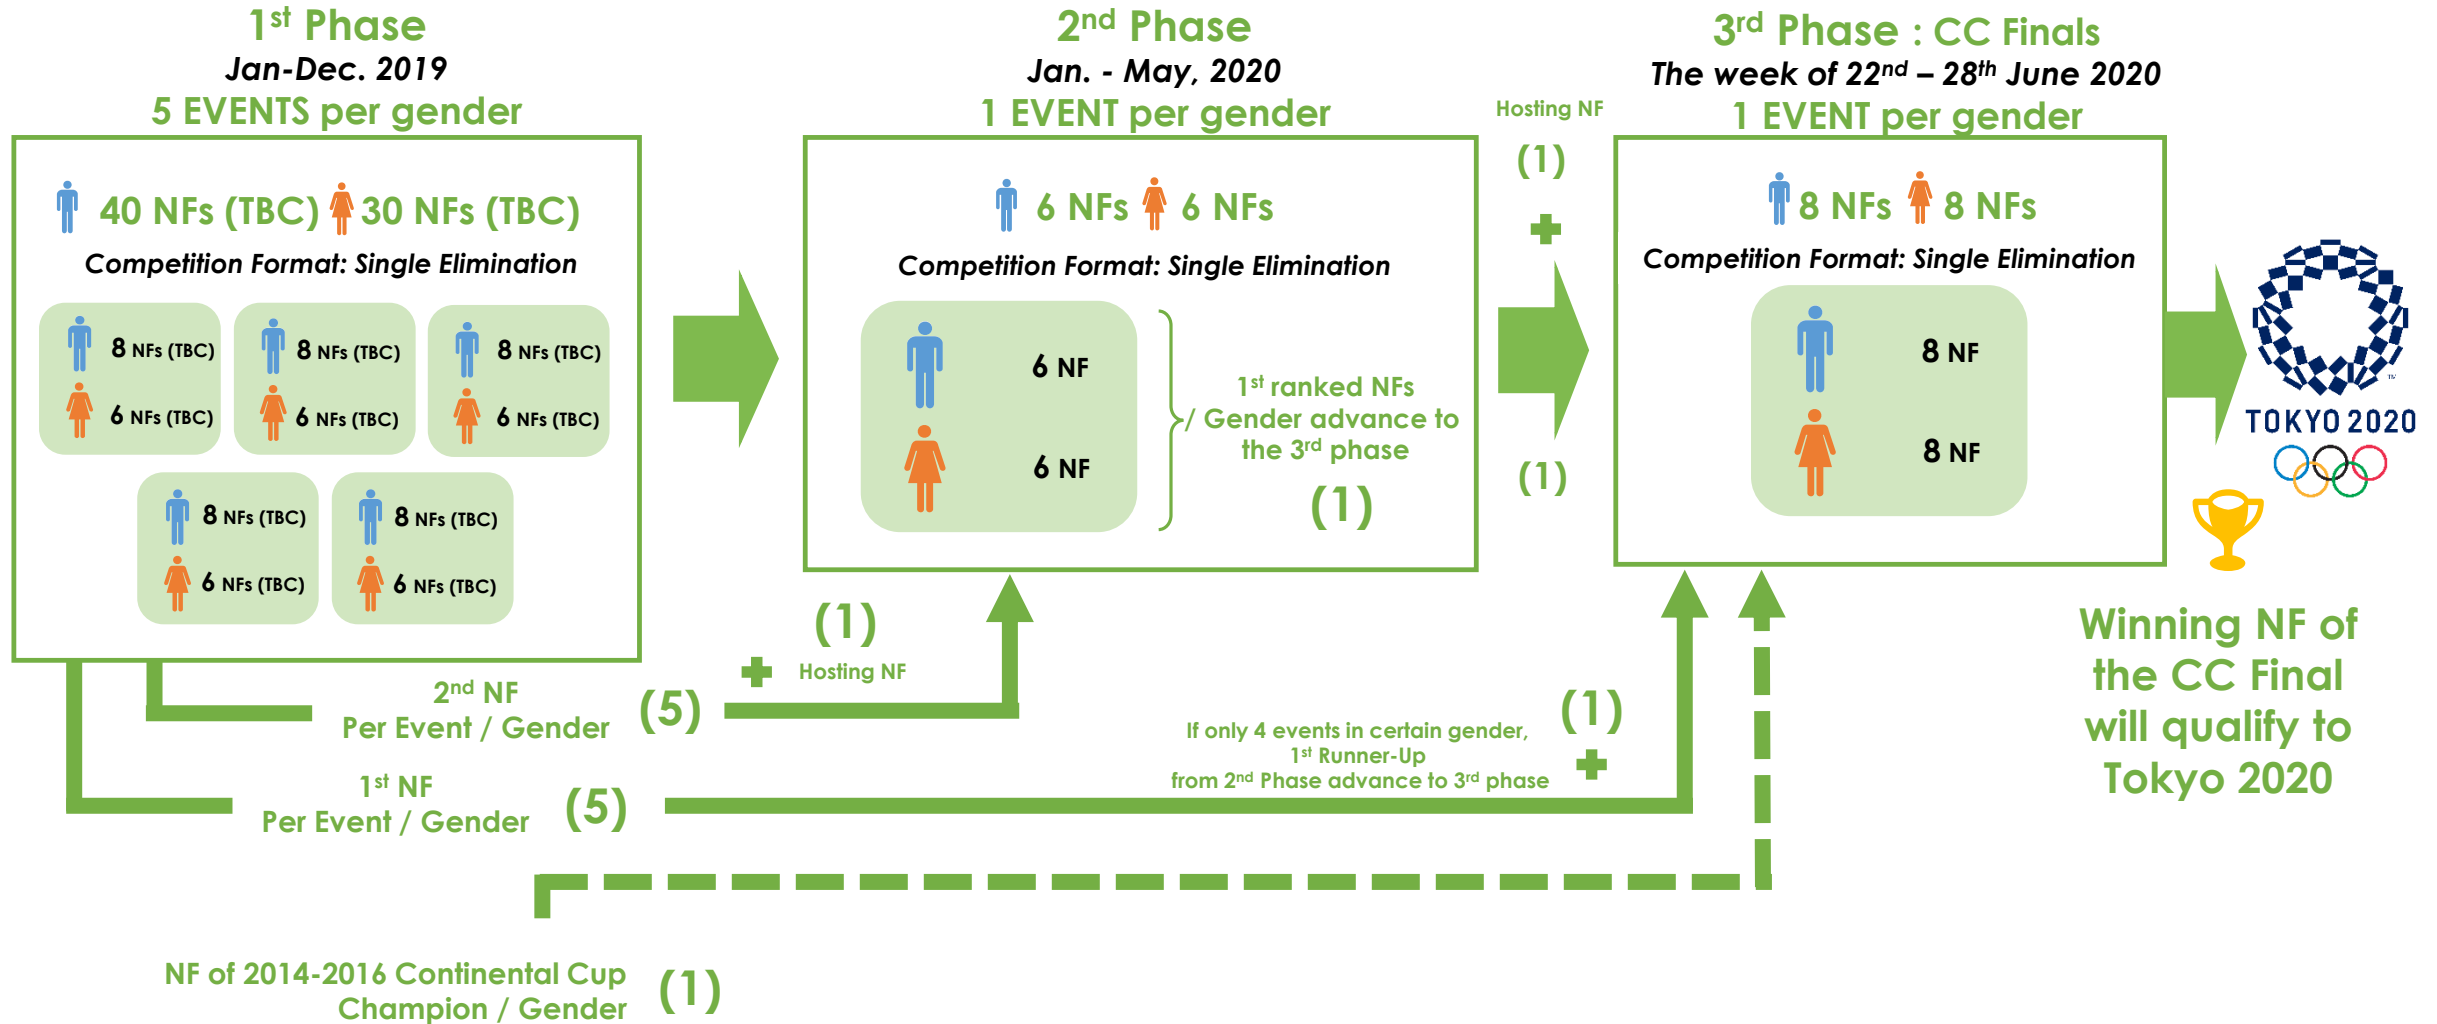 1st Phase
Jan-Dec. 2019
5 EVENTS per gender
40 NFs (TBC) 30 NFs (TBC)
Competition Format: Single Elimination
8 NFs (TBC)
6 NFs (TBC)
8 NFs (TBC)
6 NFs (TBC)
8 NFs (TBC)
6 NFs (TBC)
8 NFs (TBC)
6 NFs (TBC)
8 NFs (TBC)
6 NFs (TBC)
2nd NF
Per Event / Gender
(5)
1st NF
Per Event / Gender
(5)
NF of 2014-2016 Continental Cup
Champion / Gender
(1)
2nd Phase
Jan. - May, 2020
1 EVENT per gender
6 NFs 6 NFs
Competition Format: Single Elimination
6 NF
6 NF
1st ranked NFs
/ Gender advance to
the 3rd phase
(1)
(1)
Hosting NF
If only 4 events in certain gender,
1st Runner-Up
from 2nd Phase advance to 3rd phase
(1)
Hosting NF
(1)
(1)
3rd Phase : CC Finals
The week of 22nd – 28th June 2020
1 EVENT per gender
8 NFs 8 NFs
Competition Format: Single Elimination
8 NF
8 NF
TM
TOKYO 2020
Winning NF of
the CC Final
will qualify to
Tokyo 2020